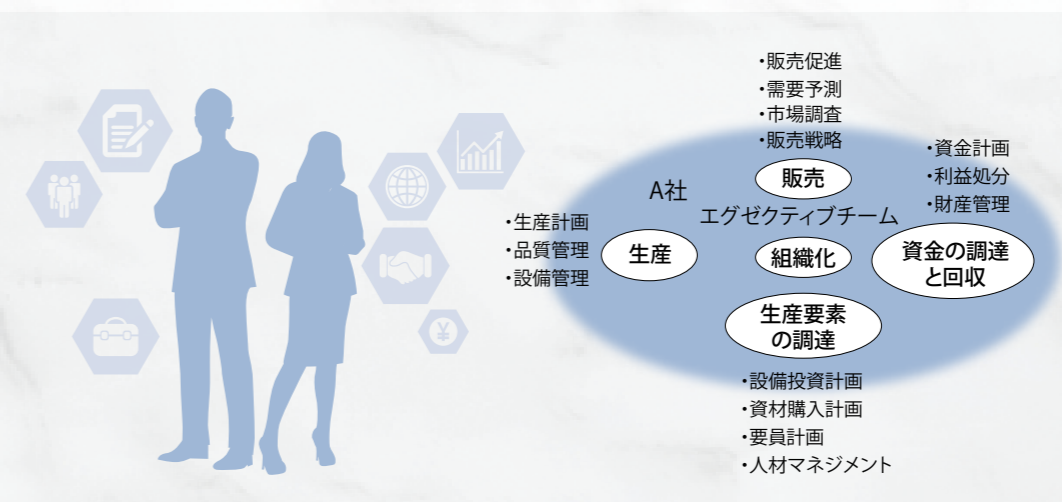 ・販売促進
・需要予測
・市場調査
・販売戦略
販売
A社
エグゼクティブチーム
組織化
・生産計画
・品質管理
・設備管理
生産
・資金計画
・利益処分
・財産管理
資金の調達
と回収
生産要素
の調達
・設備投資計画
・資材購入計画
・要員計画
・人材マネジメント
¥